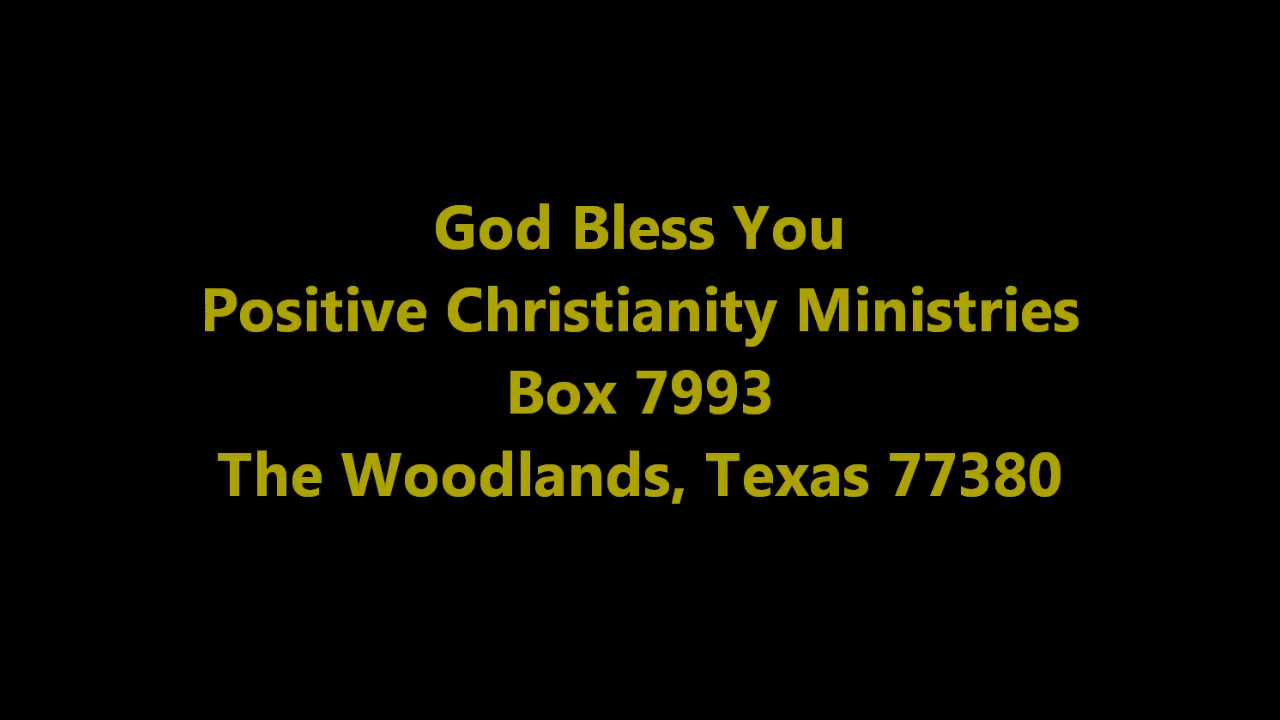 God Bless You
Positive Christianity Ministries
Box 7993
The Woodlands, Texas 77380